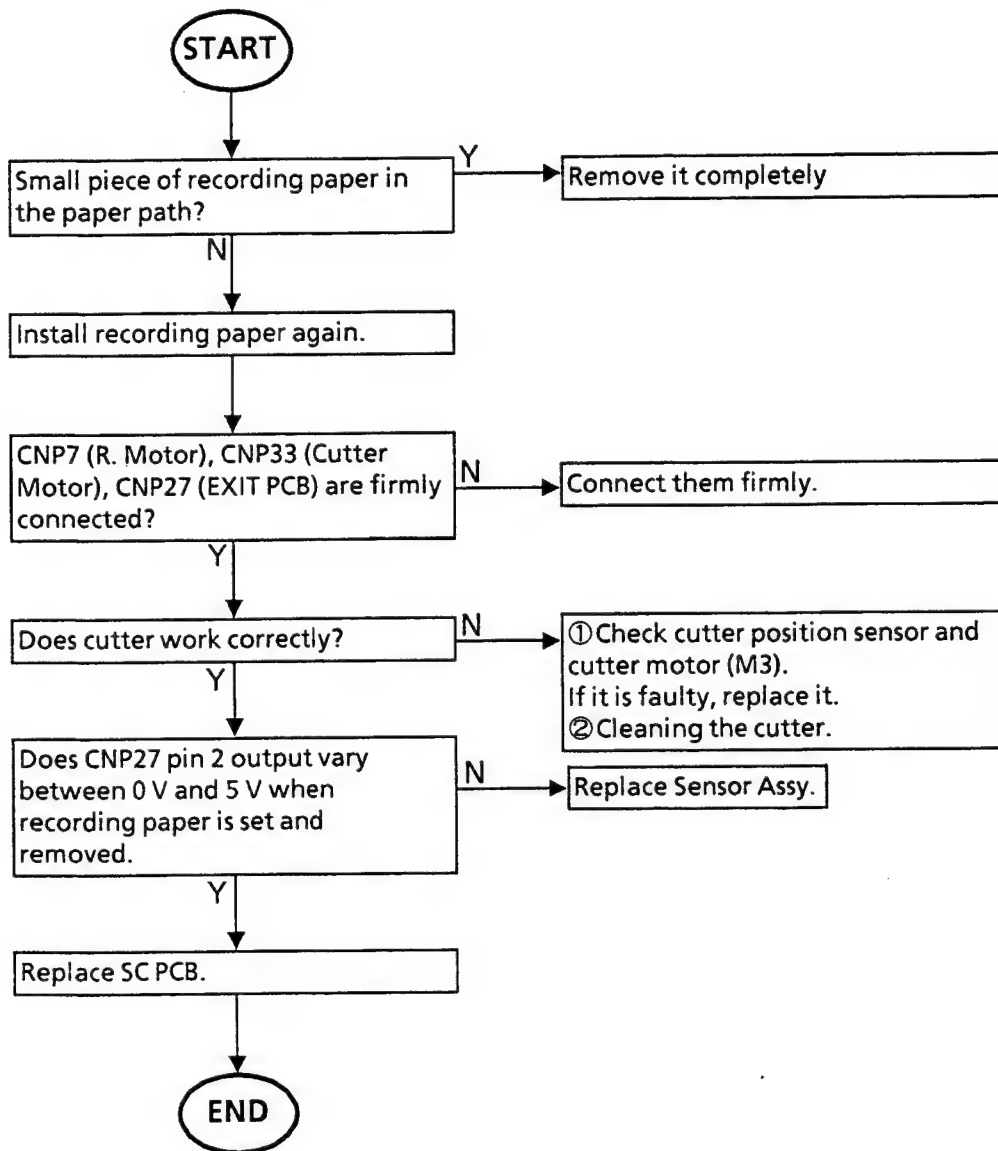 START
Small piece of recording paper in
the paper path?
Y
Remove it completely
N
Install recording paper again.
CNP7 (R. Motor), CNP33 (Cutter
Motor), CNP27 (EXIT PCB) are firmly
connected?
N
Connect them firmly.
Y
Does cutter work correctly?
N
①Check cutter position sensor and
cutter motor (M3).
If it is faulty, replace it.
②Cleaning the cutter.
Y
Does CNP27 pin 2 output vary
between 0 V and 5 V when
recording paper is set and
removed.
N
Replace Sensor Assy.
Y
Replace SC PCB.
END